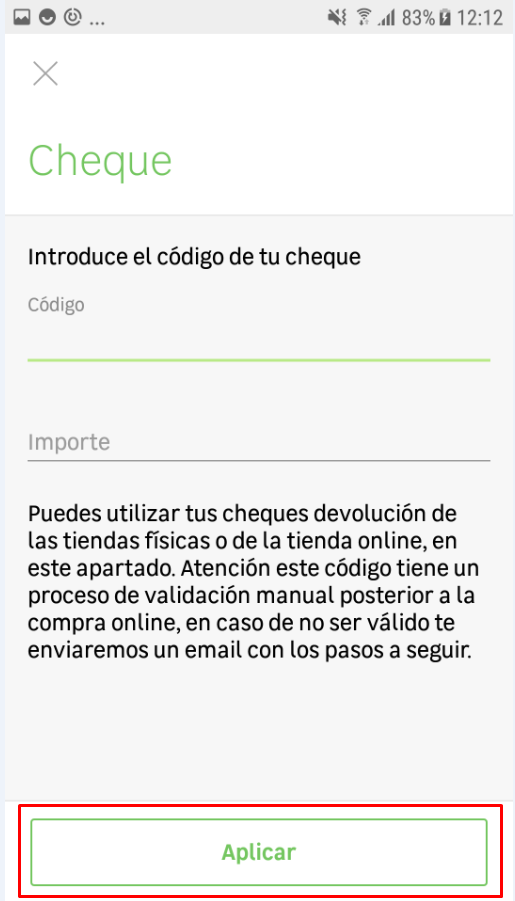 ... 83% 12:12
Cheque
Introduce el código de tu cheque
Código
Importe
Puedes utilizar tus cheques devolución de
las tiendas físicas o de la tienda online, en
este apartado. Atención este código tiene un
proceso de validación manual posterior a la
compra online, en caso de no ser válido te
enviaremos un email con los pasos a seguir.
Aplicar